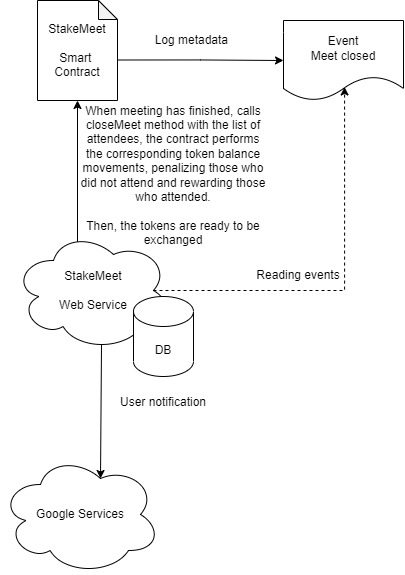 StakeMeet
Smart
Contract
Log metadata
Event
Meet closed
When meeting has finished, calls
closeMeet method with the list of
attendees, the contract performs
the corresponding token balance
movements, penalizing those who
did not attend and rewarding those
who attended.
Then, the tokens are ready to be
exchanged
StakeMeet
Web Service
Reading events
DB
User notification
Google Services